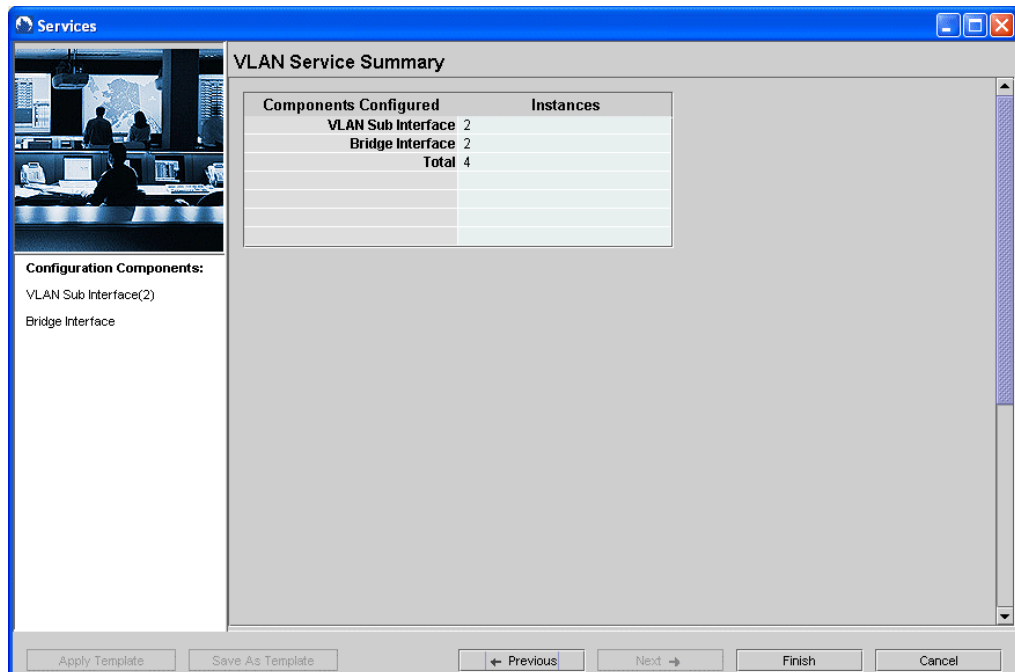 Services
VLAN Service Summary
Components Configured Instances
VLAN Sub Interface 2
Bridge Interface 2
Total 4
Configuration Components:
VLAN Sub Interface(2)
Bridge Interface
Apply Template Save As Template ← Previous Next → Finish Cancel